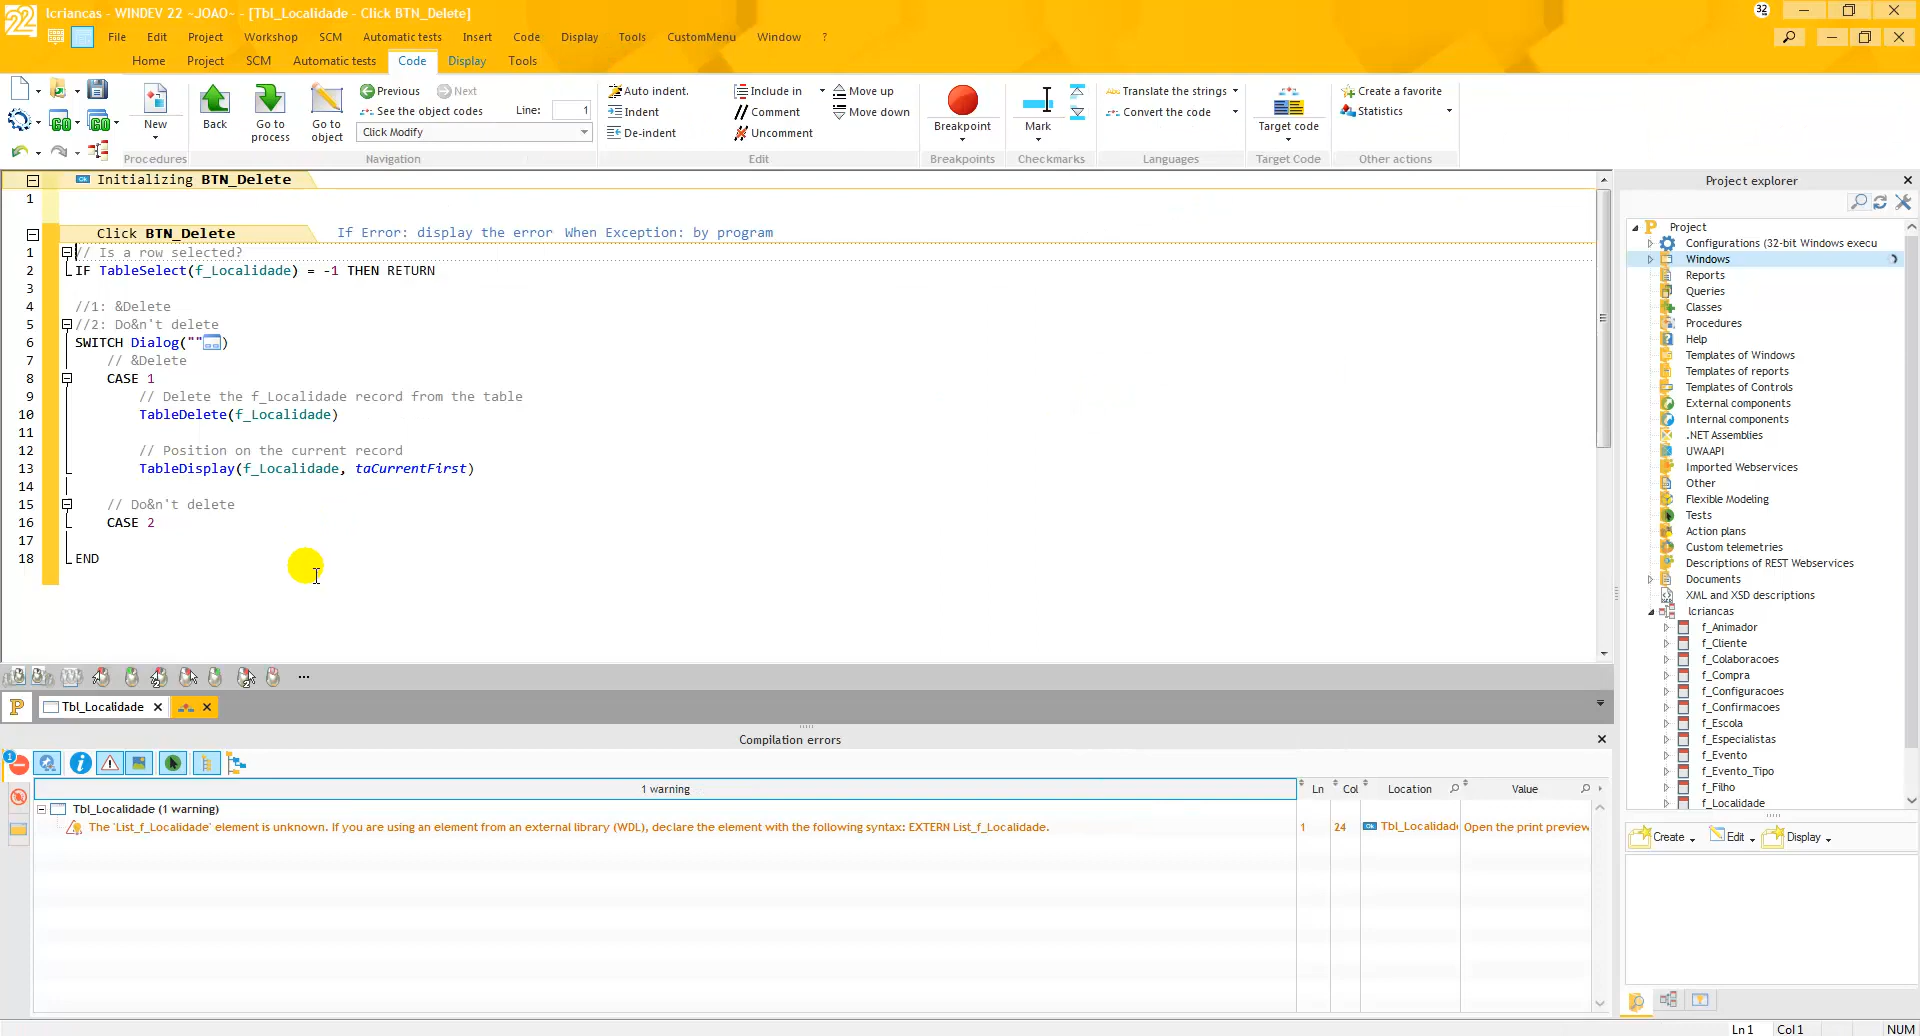 lcriancas - WINDEV 22 ~JOAO~ - [Tbl_Localidade - Click BTN_Delete]
32
22
File Edit Project Workshop SCM Automatic tests Insert Code Display Tools CustomMenu Window ?
Home Project SCM Automatic tests Code Display Tools
New
Back
Go to process
Go to object
Previous Next
See the object codes Line: 1
Click Modify
Auto indent.
Indent
De-indent
Include in
Comment
Uncomment
Move up
Move down
Breakpoint
Mark
Translate the strings
Convert the code
Target code
Create a favorite
Statistics
GO GO
Procedures Navigation Edit Breakpoints Checkmarks Languages Target Code Other actions
Initializing BTN_Delete
1
Click BTN_Delete If Error: display the error When Exception: by program
1 // Is a row selected?
2 IF TableSelect(f_Localidade) = -1 THEN RETURN
3
4 //1: &Delete
5 //2: Do&n't delete
6 SWITCH Dialog("")
7 // &Delete
8 CASE 1
9 // Delete the f_Localidade record from the table
10 TableDelete(f_Localidade)
11
12 // Position on the current record
13 TableDisplay(f_Localidade, taCurrentFirst)
14
15 // Do&n't delete
16 CASE 2
17
18 END
...
P Tbl_Localidade
Compilation errors
1
1 warning Ln Col Location Value
Tbl_Localidade (1 warning)
The 'List_f_Localidade' element is unknown. If you are using an element from an external library (WDL), declare the element with the following syntax: EXTERN List_f_Localidade. 1 24 Tbl_Localidad Open the print preview
Project explorer
Project
Configurations (32-bit Windows execu
Windows
Reports
Queries
Classes
Procedures
Help
Templates of Windows
Templates of reports
Templates of Controls
External components
Internal components
.NET Assemblies
UWAAPI
Imported Webservices
Other
Flexible Modeling
Tests
Action plans
Custom telemetries
Descriptions of REST Webservices
Documents
XML and XSD descriptions
lcriancas
f_Animador
f_Cliente
f_Colaboracoes
f_Compra
f_Configuracoes
f_Confirmacoes
f_Escola
f_Especialistas
f_Evento
f_Evento_Tipo
f_Filho
f_Localidade
Create Edit Display
Ln 1 Col 1 NUM